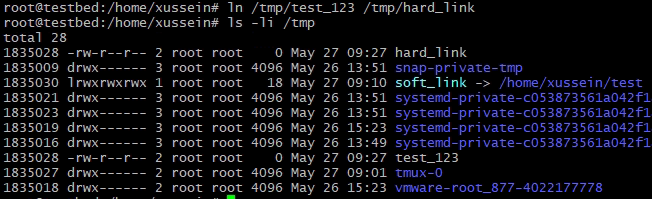 root@testbed:/home/xussein# ln /tmp/test_123 /tmp/hard_link
root@testbed:/home/xussein# ls -li /tmp
total 28
1835028 -rw-r--r-- 2 root root    0 May 27 09:27 hard_link
1835009 drwx------ 3 root root 4096 May 26 13:51 snap-private-tmp
1835030 lrwxrwxrwx 1 root root   18 May 27 09:10 soft_link -> /home/xussein/test
1835021 drwx------ 3 root root 4096 May 26 13:51 systemd-private-c053873561a042f1
1835023 drwx------ 3 root root 4096 May 26 13:51 systemd-private-c053873561a042f1
1835019 drwx------ 3 root root 4096 May 26 15:23 systemd-private-c053873561a042f1
1835016 drwx------ 3 root root 4096 May 26 13:49 systemd-private-c053873561a042f1
1835028 -rw-r--r-- 2 root root    0 May 27 09:27 test_123
1835027 drwx------ 2 root root 4096 May 27 09:01 tmux-0
1835018 drwx------ 2 root root 4096 May 26 15:23 vmware-root_877-4022177778